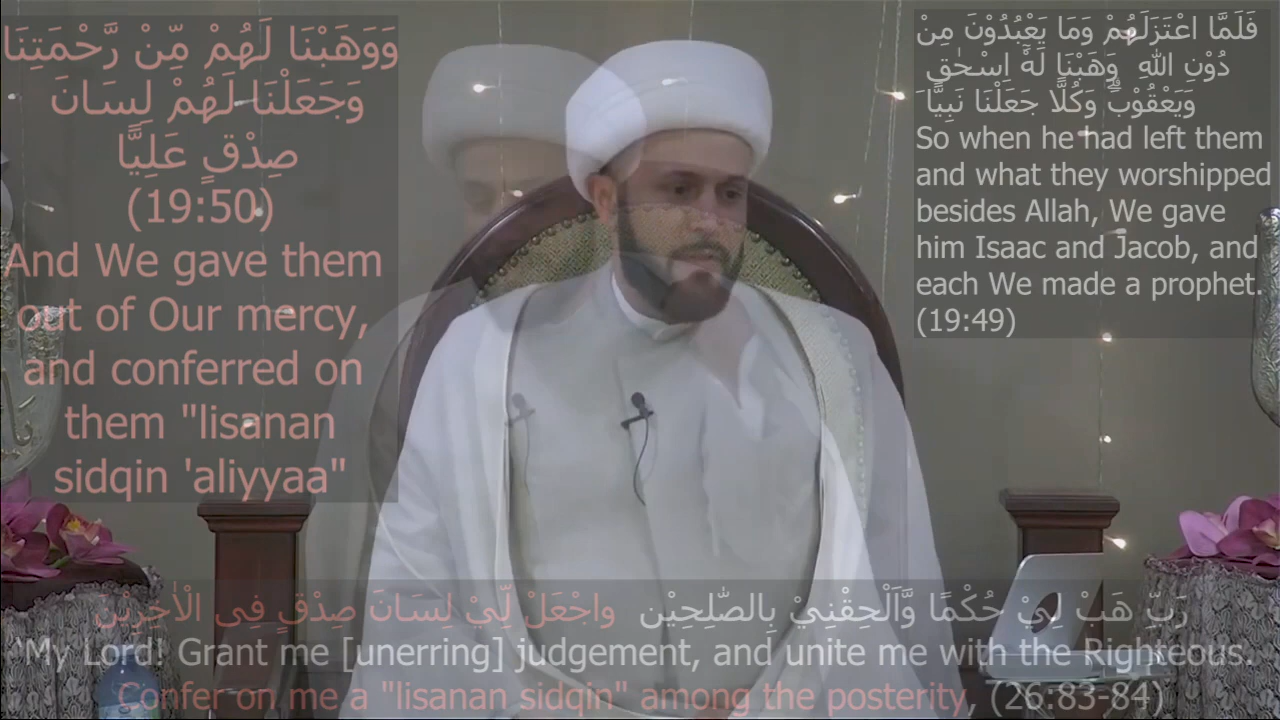 وَوَهَبْنَا لَهُمْ مِّنْ رَّحْمَتِنَا
وَجَعَلْنَا لَهُمْ لِسَانَ
صِدْقٍ عَلِيًّا
(19:50)
And We gave them
out of Our mercy,
and conferred on
them "lisanan
sidqin 'aliyyaa"
فَلَمَّا اعْتَزَلَهُمْ وَمَا يَعْبُدُوْنَ مِنْ
دُوْنِ اللّٰهِ ۙ وَهَبْنَا لَهٗۤ اِسْحٰقَ
وَيَعْقُوْبَ‌ ؕ وَكُلًّا جَعَلْنَا نَبِيًّا
So when he had left them
and what they worshipped
besides Allah, We gave
him Isaac and Jacob, and
each We made a prophet.
(19:49)
رَبِّ هَبْ لِيْ حُكْمًا وَّاَلْحِقْنِيْ بِالصّٰلِحِيْن واجْعَلْ لِّيْ لِسَانَ صِدْقٍ فِى الْاٰخِرِيْنَ
'My Lord! Grant me [unerring] judgement, and unite me with the Righteous.
Confer on me a "lisanan sidqin" among the posterity, (26:83-84)